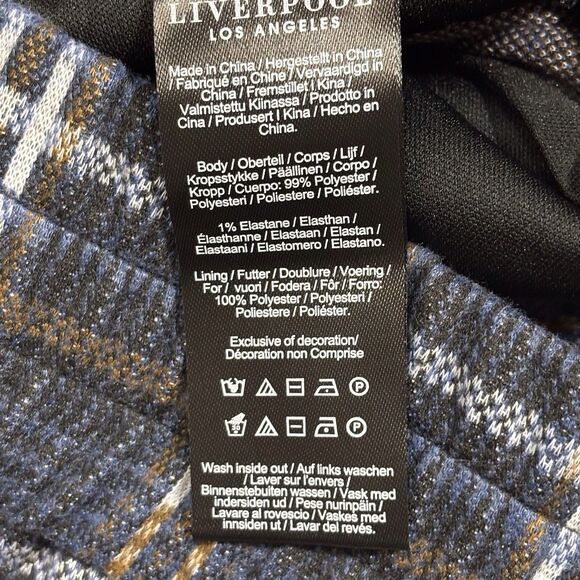 LIVERPOOL
LOS ANGELES
Made in China / Hergestellt in China
/ Fabriqué en Chine / Vervaardigd in
China / Fremstillet i Kina /
Valmistettu Kiinassa / Prodotto in
Cina / Produsert I Kina / Hecho en
China.
Body / Oberteil / Corps / Lijf /
Kropsstykke / Päällinen / Corpo /
Kropp / Cuerpo: 99% Polyester /
Polyesteri / Poliestere / Poliéster.
1% Elastane / Elasthan /
Élasthanne / Elastaan / Elastan /
Elastaani / Elastomero / Elastano.
Lining / Futter / Doublure / Voering /
For / vuori / Fodera / Fôr / Forro:
100% Polyester / Polyesteri /
Poliestere / Poliéster.
Exclusive of decoration/
Décoration non Comprise
Wash inside out / Auf links waschen
/ Laver sur l'envers /
Binnenstebuiten wassen / Vask med
indersiden ud / Pese nurinpäin /
Lavare al rovescio / Vaskes med
innsiden ut / Lavar del revés.